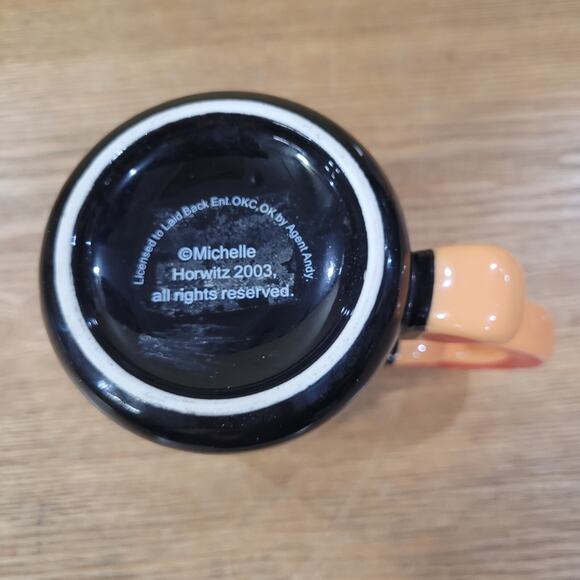 Licensed to Laid Back Ent.OKC,OK by Agent Andy.
©Michelle
Horwitz 2003,
all rights reserved.